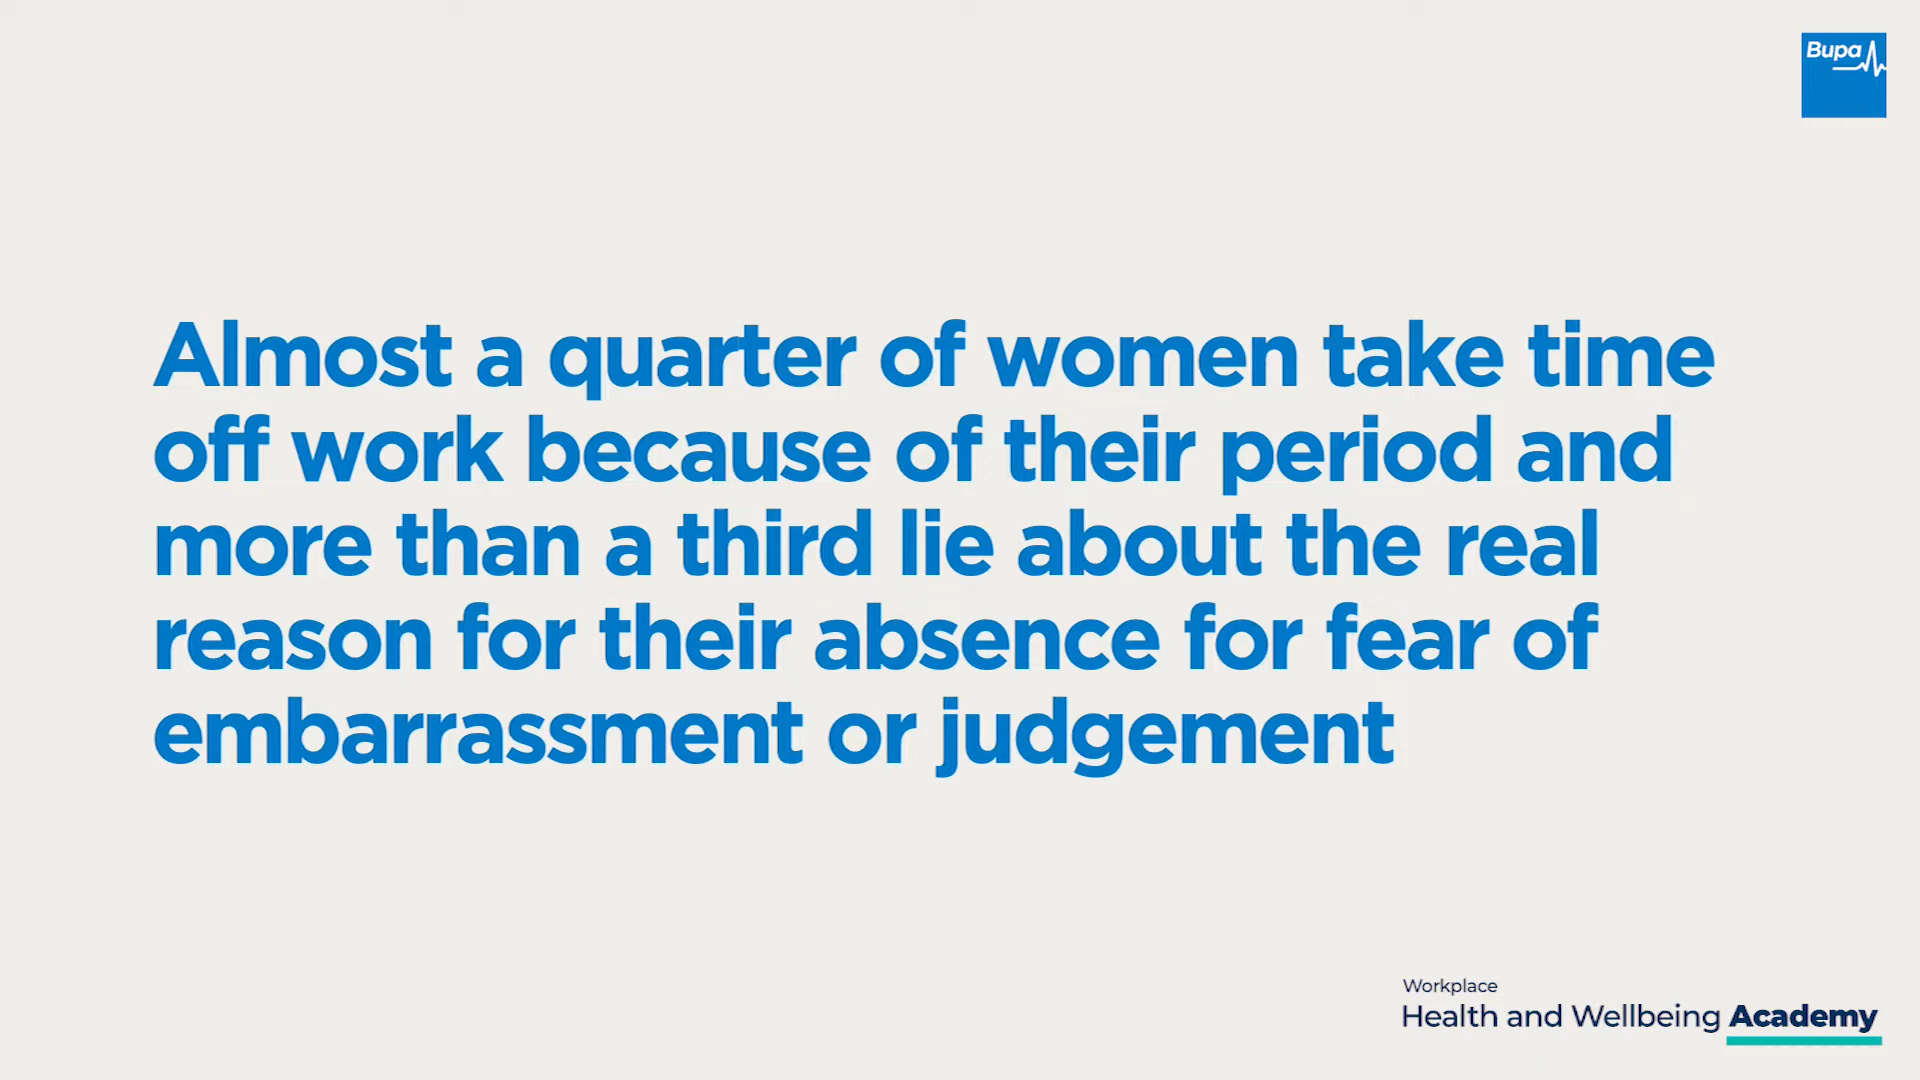 Bupa
Almost a quarter of women take time
off work because of their period and
more than a third lie about the real
reason for their absence for fear of
embarrassment or judgement
Workplace
Health and Wellbeing Academy